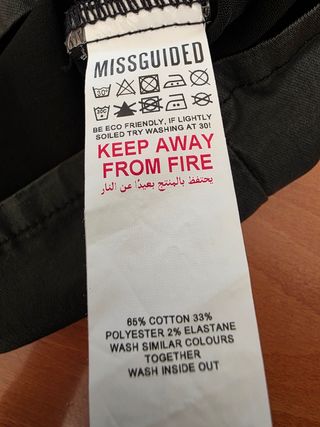 MISSGUIDED
BE ECO FRIENDLY, IF LIGHTLY
SOILED TRY WASHING AT 30!
KEEP AWAY
FROM FIRE
يحتفظ بالمنتج بعيدًا عن النار
65% COTTON 33%
POLYESTER 2% ELASTANE
WASH SIMILAR COLOURS
TOGETHER
WASH INSIDE OUT